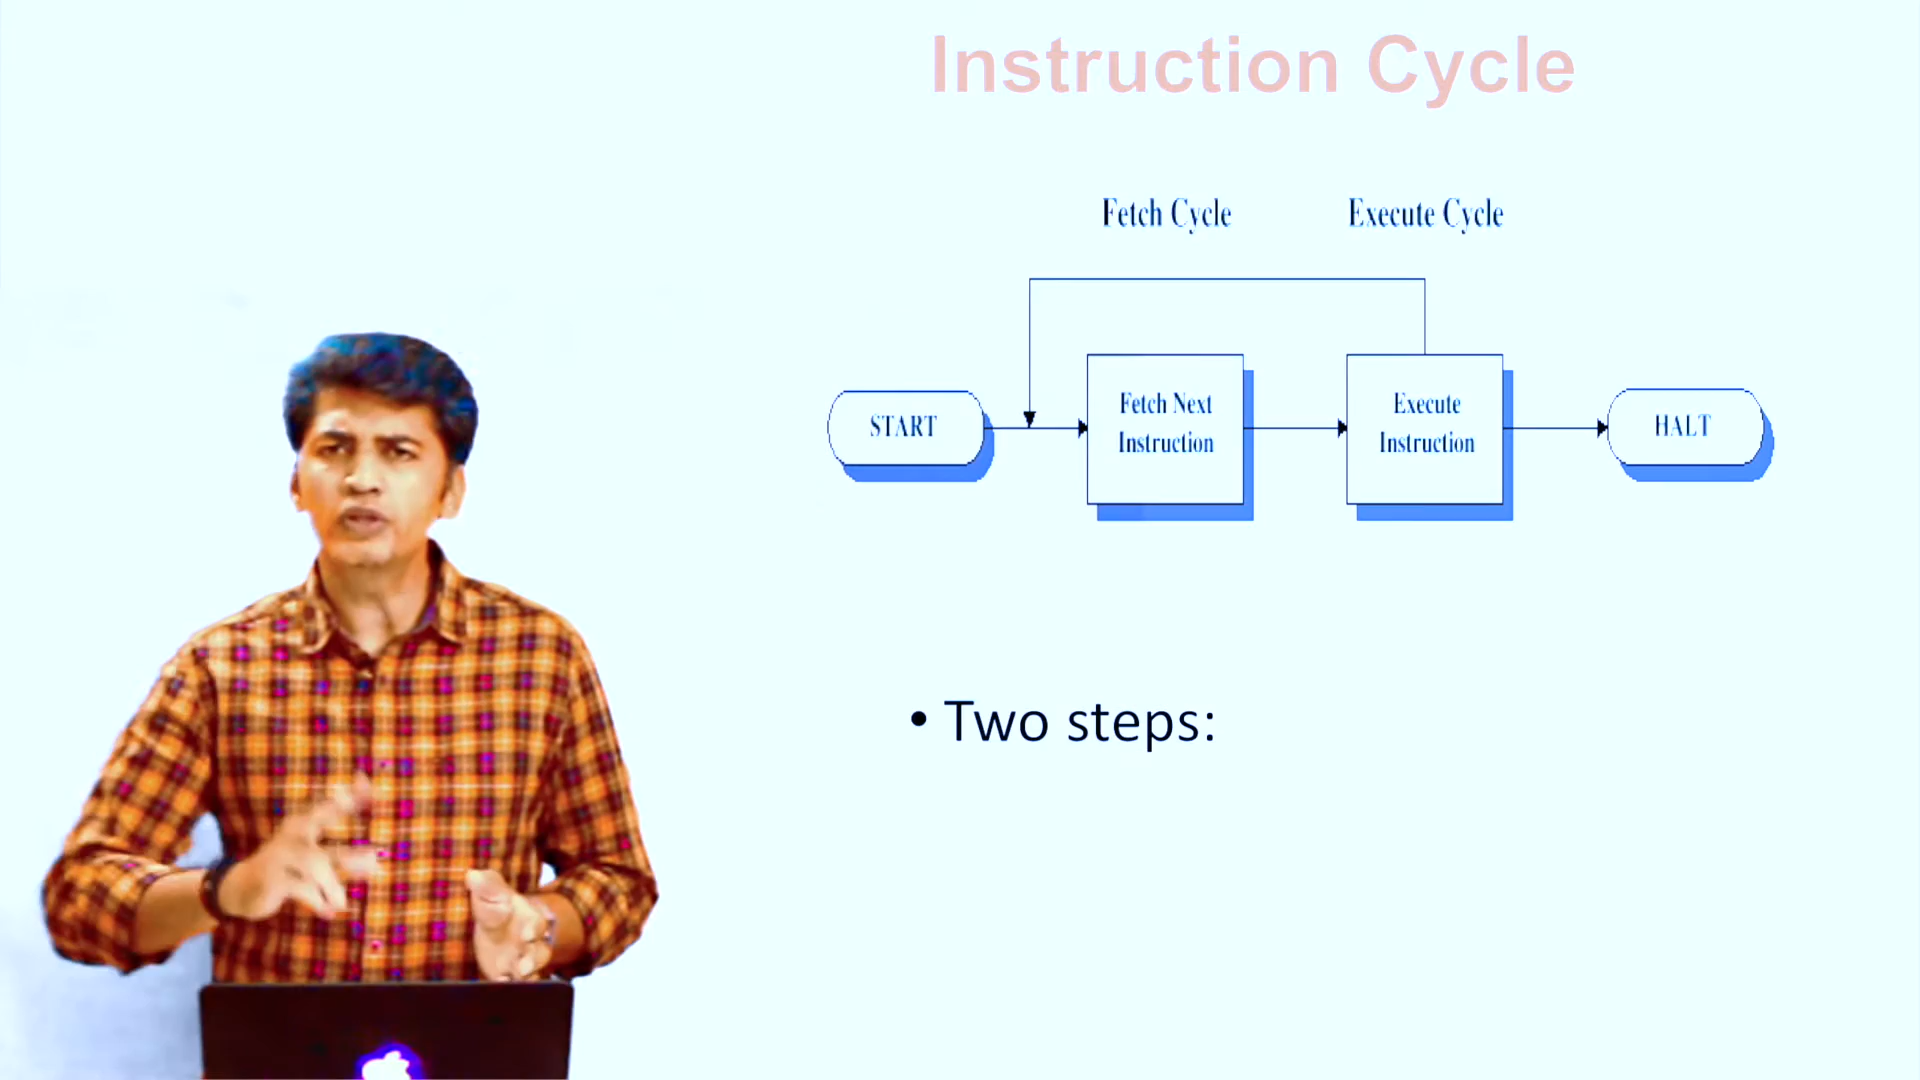 Instruction Cycle
Fetch Cycle
Execute Cycle
START
Fetch Next
Instruction
Execute
Instruction
HALT
• Two steps: